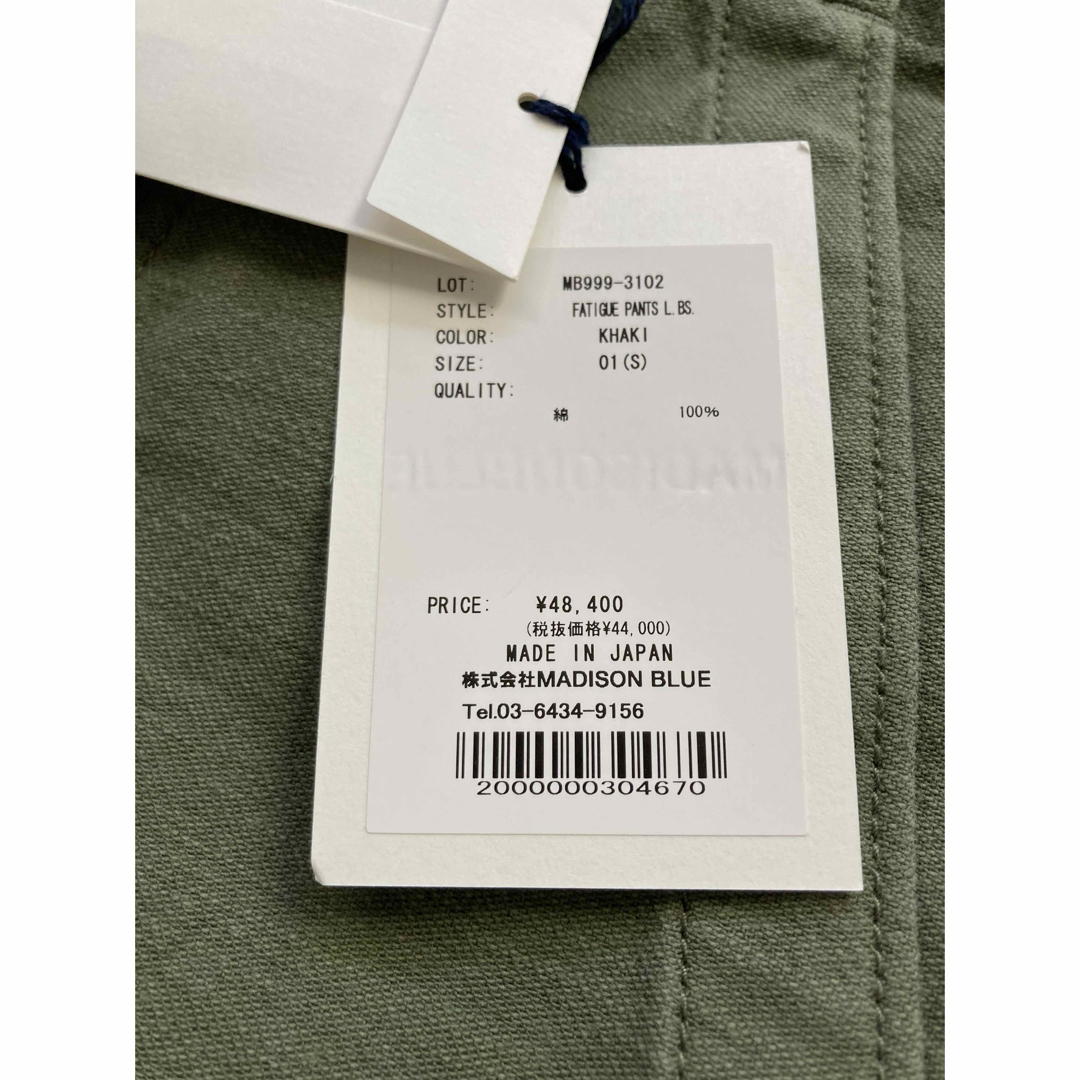 LOT: MB999-3102
STYLE: FATIGUE PANTS L.BS.
COLOR: KHAKI
SIZE: 01(S)
QUALITY:
綿 100%
MADISONBLUE
PRICE: ¥48,400
(税抜価格¥44,000)
MADE IN JAPAN
株式会社MADISON BLUE
Tel.03-6434-9156
2000000304670